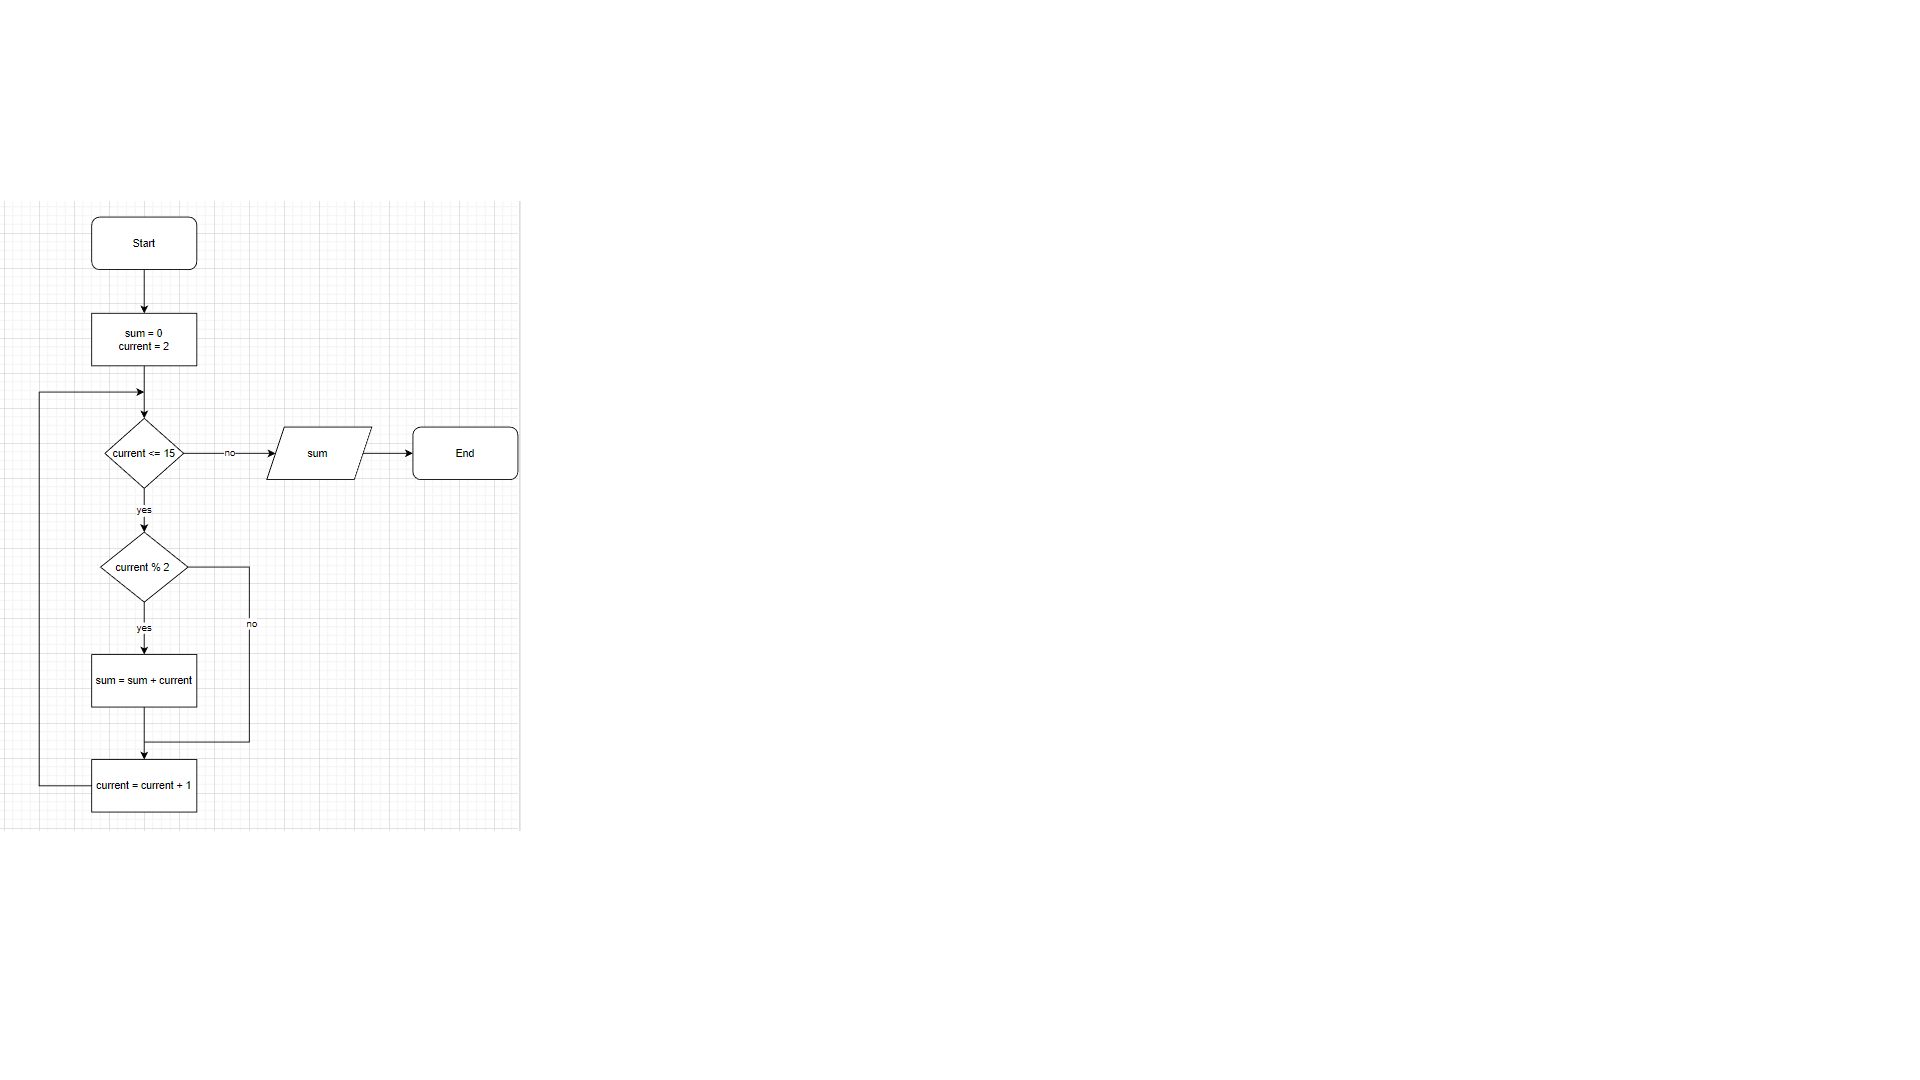 Start
sum = 0
current = 2
current <= 15
no
sum
End
yes
current % 2
no
yes
sum = sum + current
current = current + 1